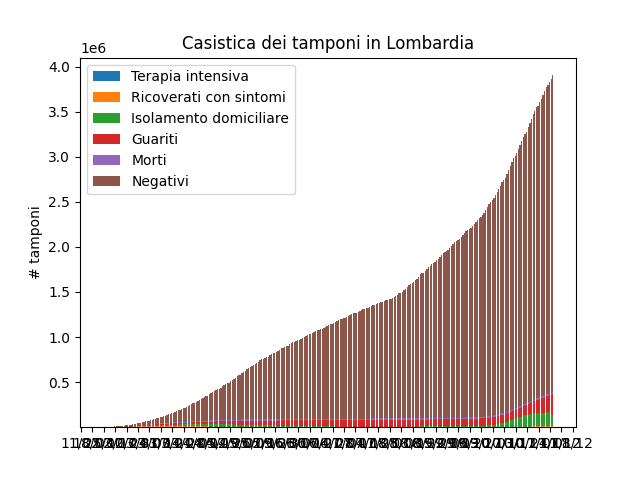 Casistica dei tamponi in Lombardia
1e6
4.0
3.5
3.0
2.5
2.0
1.5
1.0
0.5
# tamponi
Terapia intensiva
Ricoverati con sintomi
Isolamento domiciliare
Guariti
Morti
Negativi